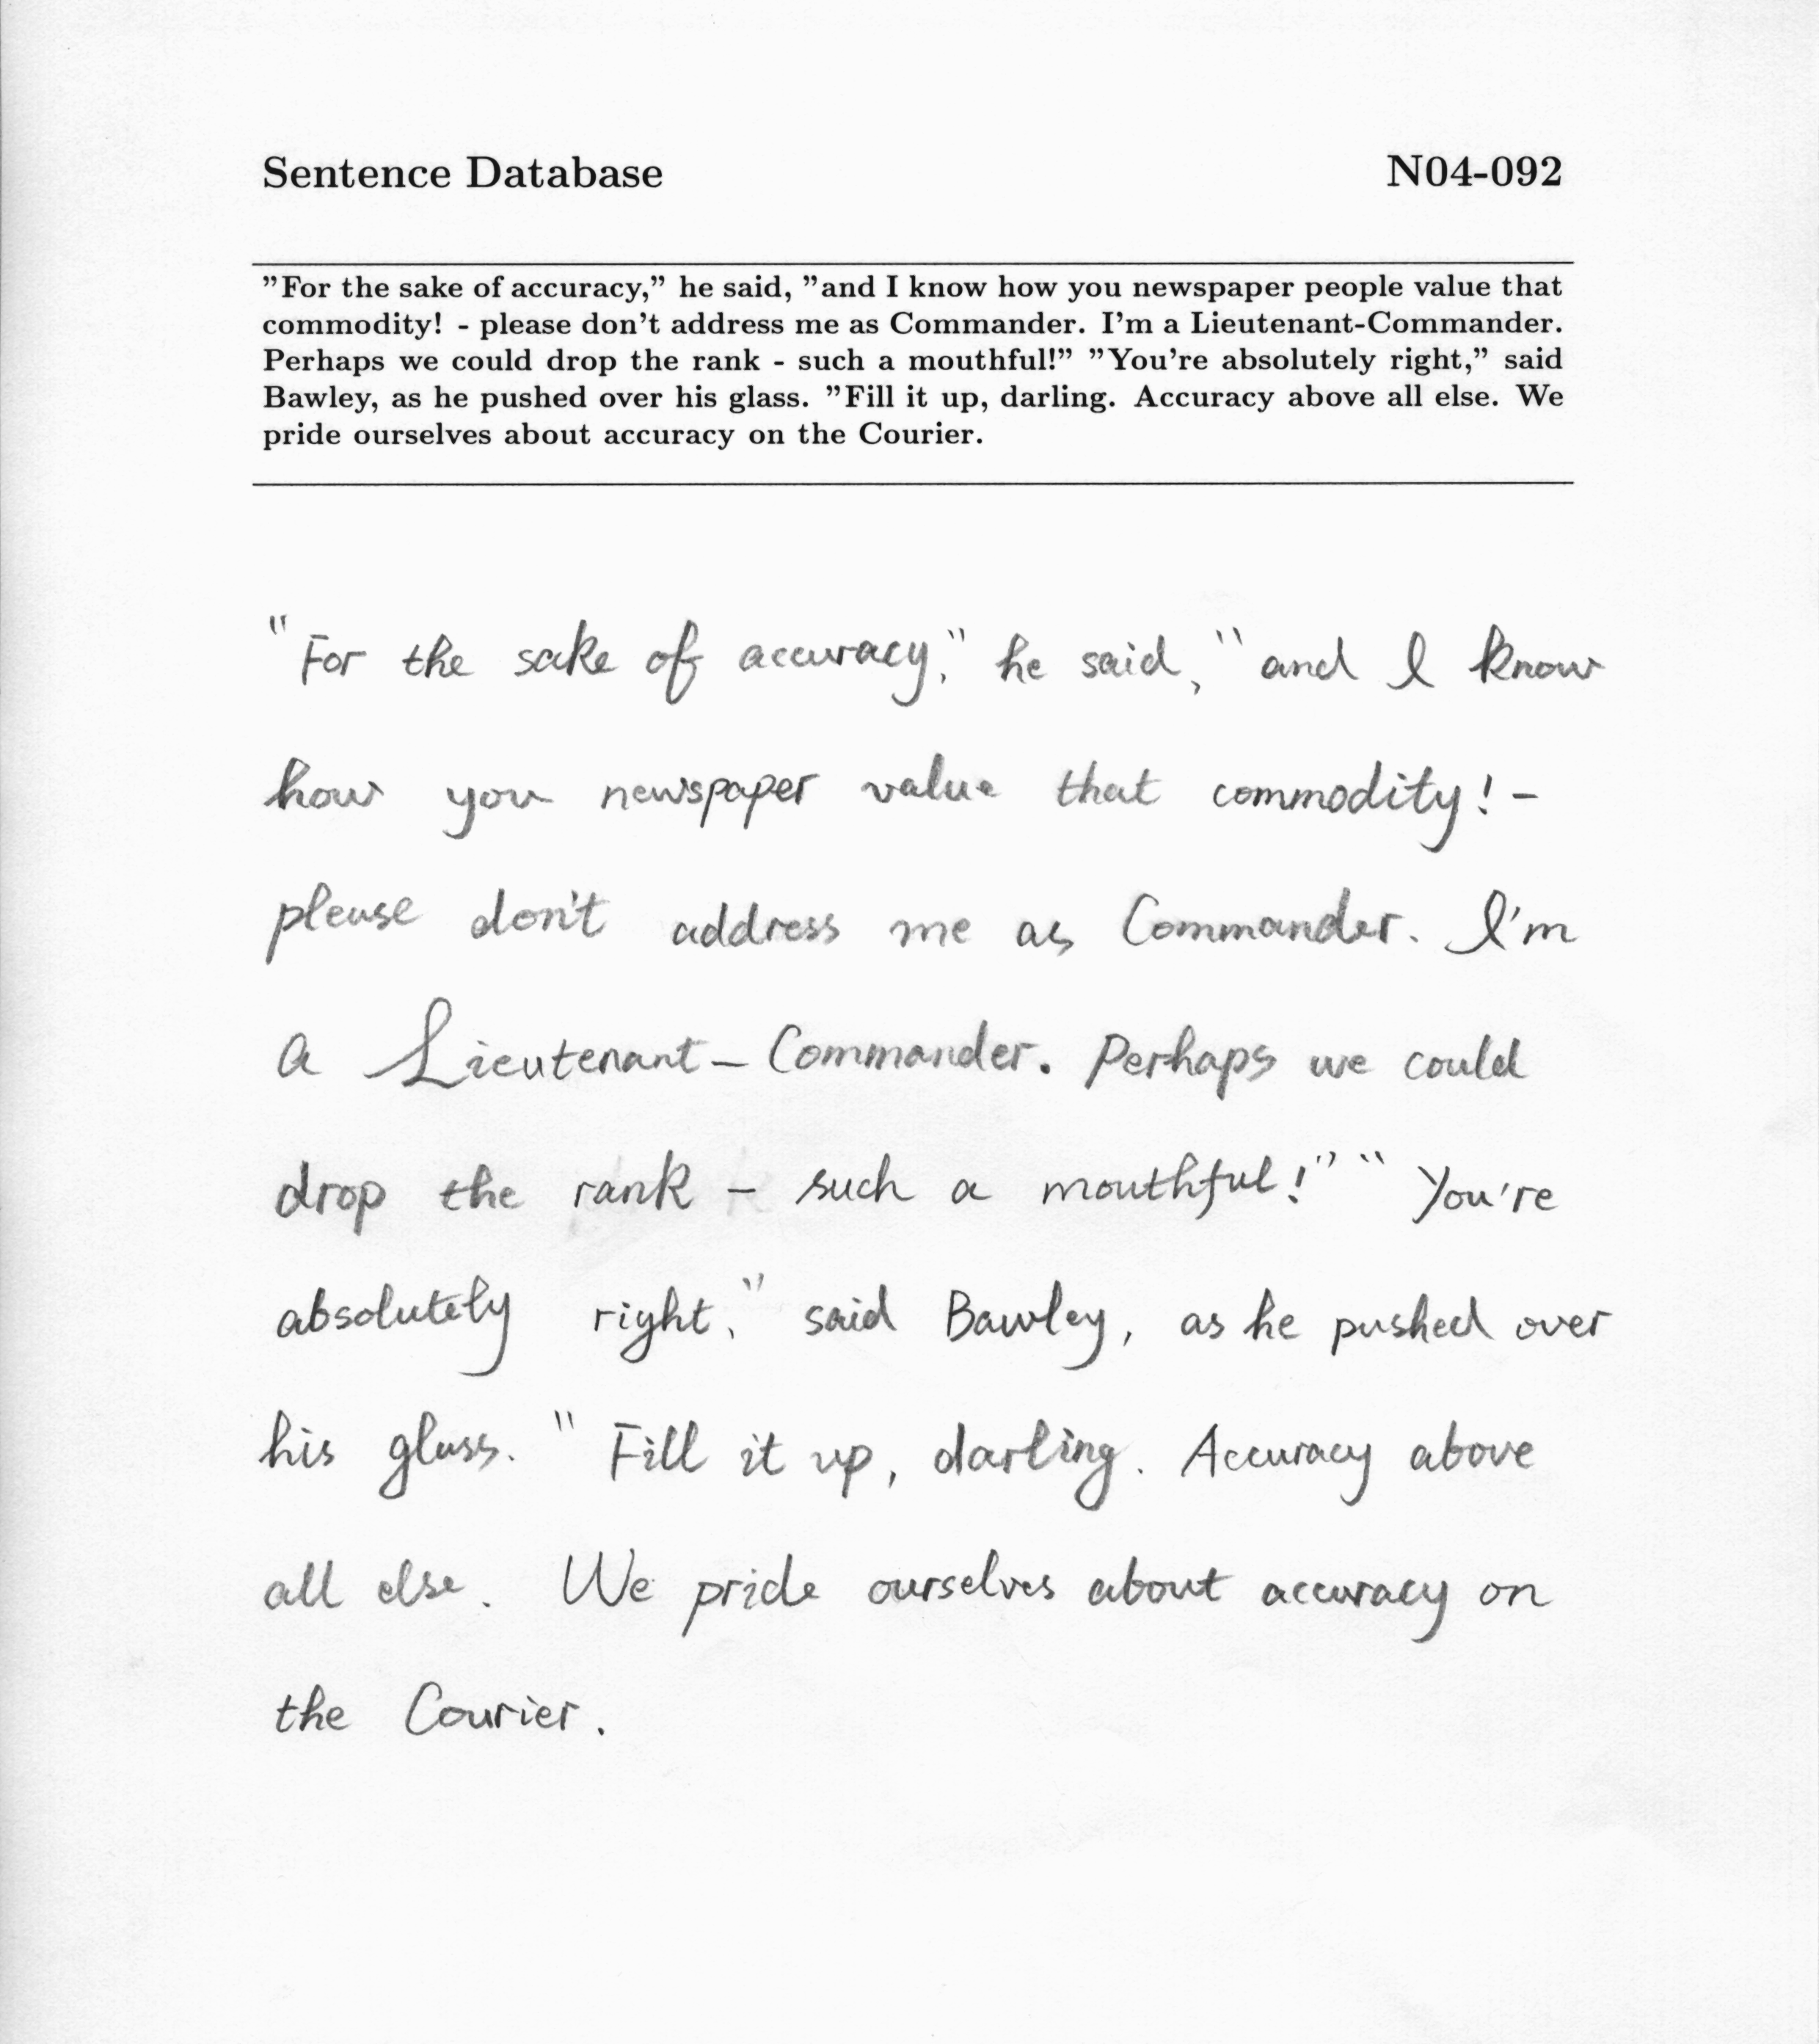 Sentence Database N04-092
"For the sake of accuracy," he said, "and I know how you newspaper people value that
commodity! - please don't address me as Commander. I'm a Lieutenant-Commander.
Perhaps we could drop the rank - such a mouthful!" "You're absolutely right," said
Bawley, as he pushed over his glass. "Fill it up, darling. Accuracy above all else. We
pride ourselves about accuracy on the Courier.
"For the sake of accuracy," he said, "and I know
how you newspaper value that commodity! -
please don't address me as Commander. I'm
a Lieutenant-Commander. Perhaps we could
drop the rank - such a mouthful!" "You're
absolutely right," said Bawley, as he pushed over
his glass. "Fill it up, darling. Accuracy above
all else. We pride ourselves about accuracy on
the Courier.